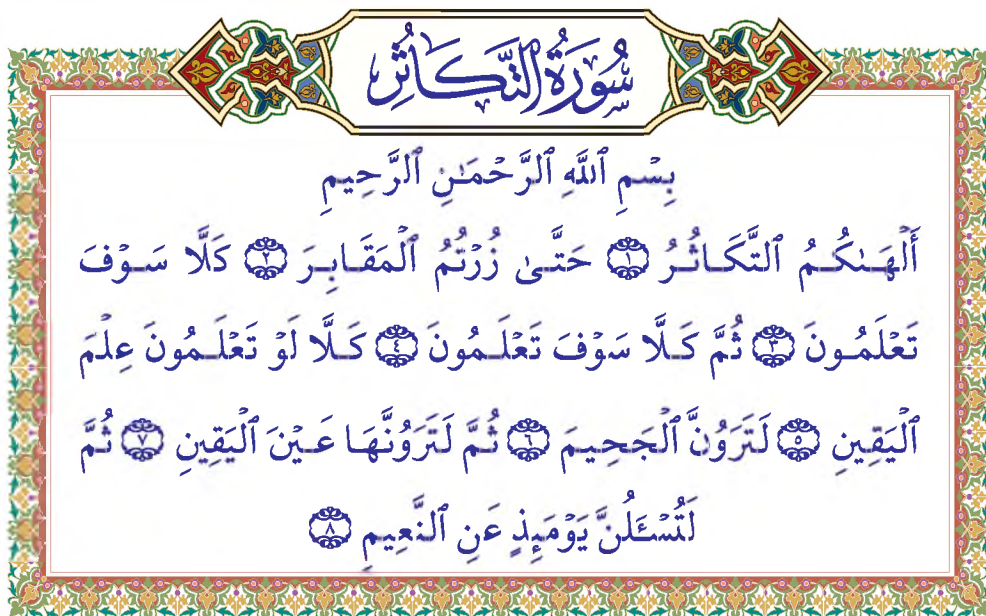 سُورَةُ التَّكَاثُرِ
بِسْمِ ٱللَّهِ ٱلرَّحْمَـٰنِ ٱلرَّحِيمِ
أَلْهَـٰكُمُ ٱلتَّكَاثُرُ ١ حَتَّىٰ زُرْتُمُ ٱلْمَقَابِرَ ٢ كَلَّا سَوْفَ
تَعْلَمُونَ ٣ ثُمَّ كَلَّا سَوْفَ تَعْلَمُونَ ٤ كَلَّا لَوْ تَعْلَمُونَ عِلْمَ
ٱلْيَقِينِ ٥ لَتَرَوُنَّ ٱلْجَحِيمَ ٦ ثُمَّ لَتَرَوُنَّهَا عَيْنَ ٱلْيَقِينِ ٧ ثُمَّ
لَتُسْـَٔلُنَّ يَوْمَئِذٍ عَنِ ٱلنَّعِيمِ ٨